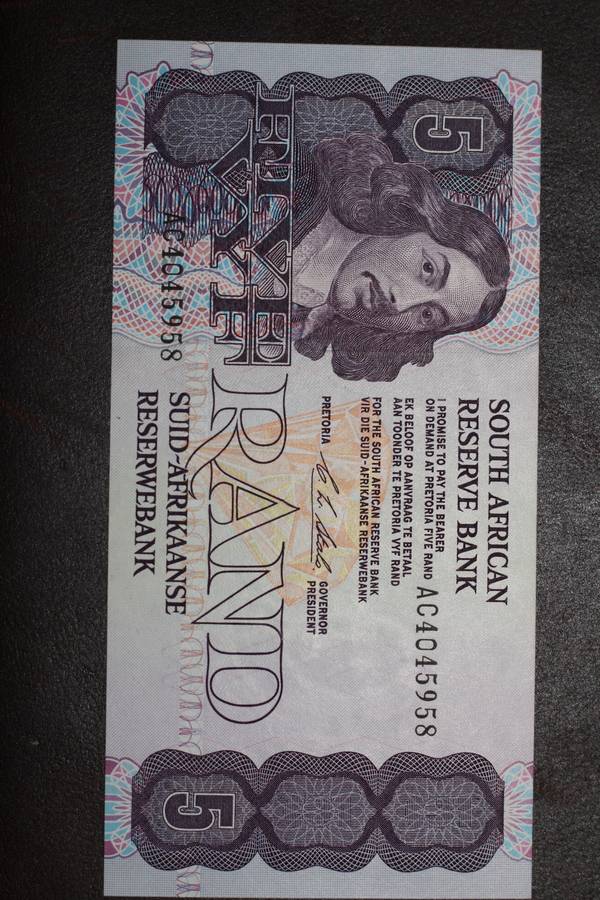 5
SOUTH AFRICAN
RESERVE BANK
I PROMISE TO PAY THE BEARER
ON DEMAND AT PRETORIA FIVE RAND
EK BELOOF OP AANVRAAG TE BETAAL
AAN TOONDER TE PRETORIA VYF RAND
AC4045958
FOR THE SOUTH AFRICAN RESERVE BANK
VIR DIE SUID-AFRIKAANSE RESERWEBANK
PRETORIA
GOVERNOR
PRESIDENT
FIVE
VYF
RAND
AC4045958
SUID-AFRIKAANSE
RESERWEBANK
5